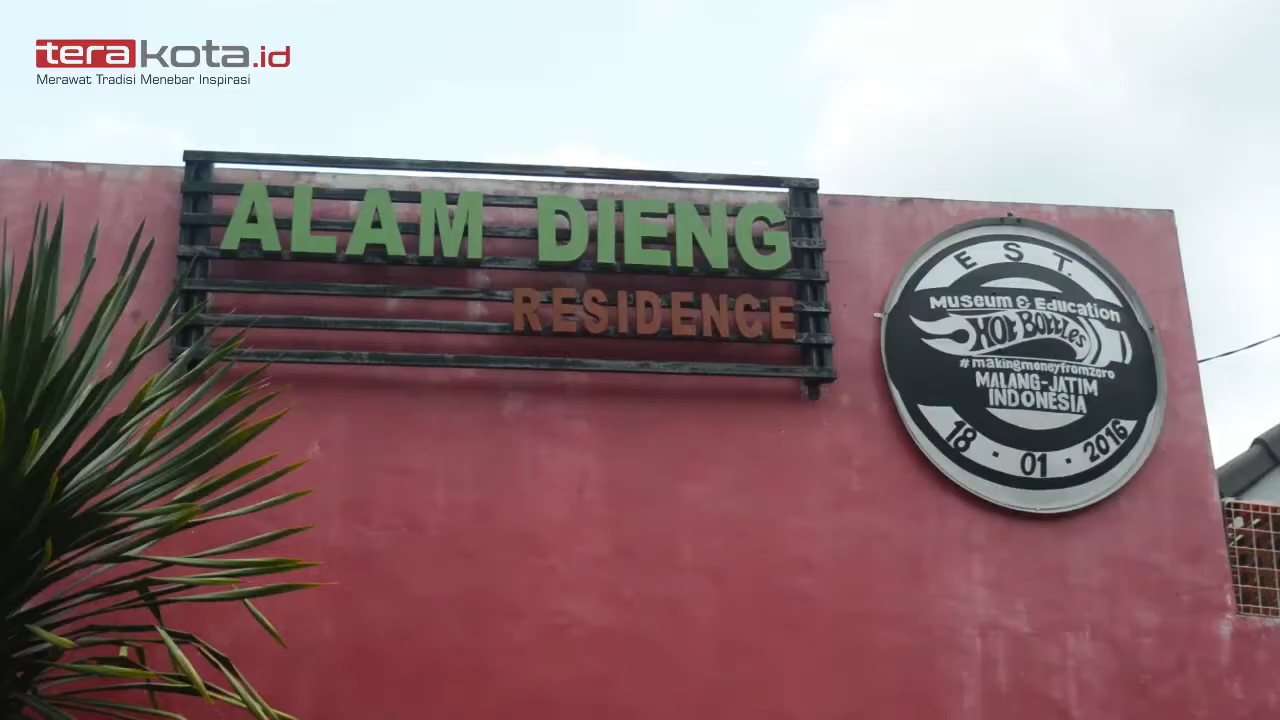 terakota.id
Merawat Tradisi Menebar Inspirasi
ALAM DIENG
RESIDENCE
EST.
Museum & Education
Hot Bottles
#makingmoneyfromzero
MALANG-JATIM
INDONESIA
18 · 01 · 2016